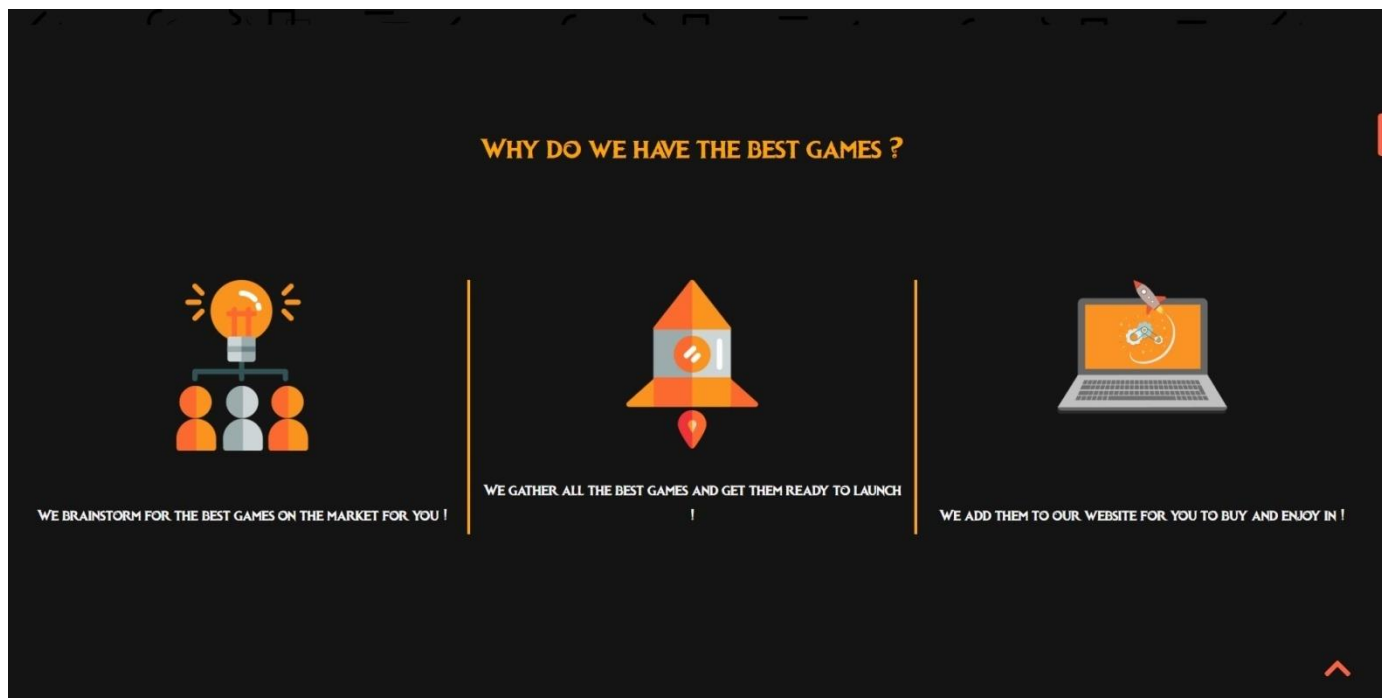 Why do we have the best games ?
We brainstorm for the best games on the market for you !
We gather all the best games and get them ready to launch
!
We add them to our website for you to buy and enjoy in !